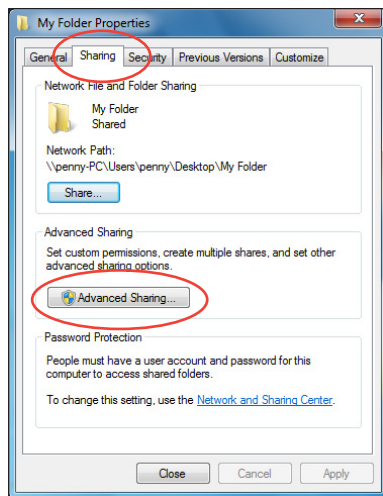 My Folder Properties
General Sharing Security Previous Versions Customize
Network File and Folder Sharing
My Folder
Shared
Network Path:
\\penny-PC\Users\penny\Desktop\My Folder
Share...
Advanced Sharing
Set custom permissions, create multiple shares, and set other
advanced sharing options.
Advanced Sharing...
Password Protection
People must have a user account and password for this
computer to access shared folders.
To change this setting, use the Network and Sharing Center.
Close Cancel Apply